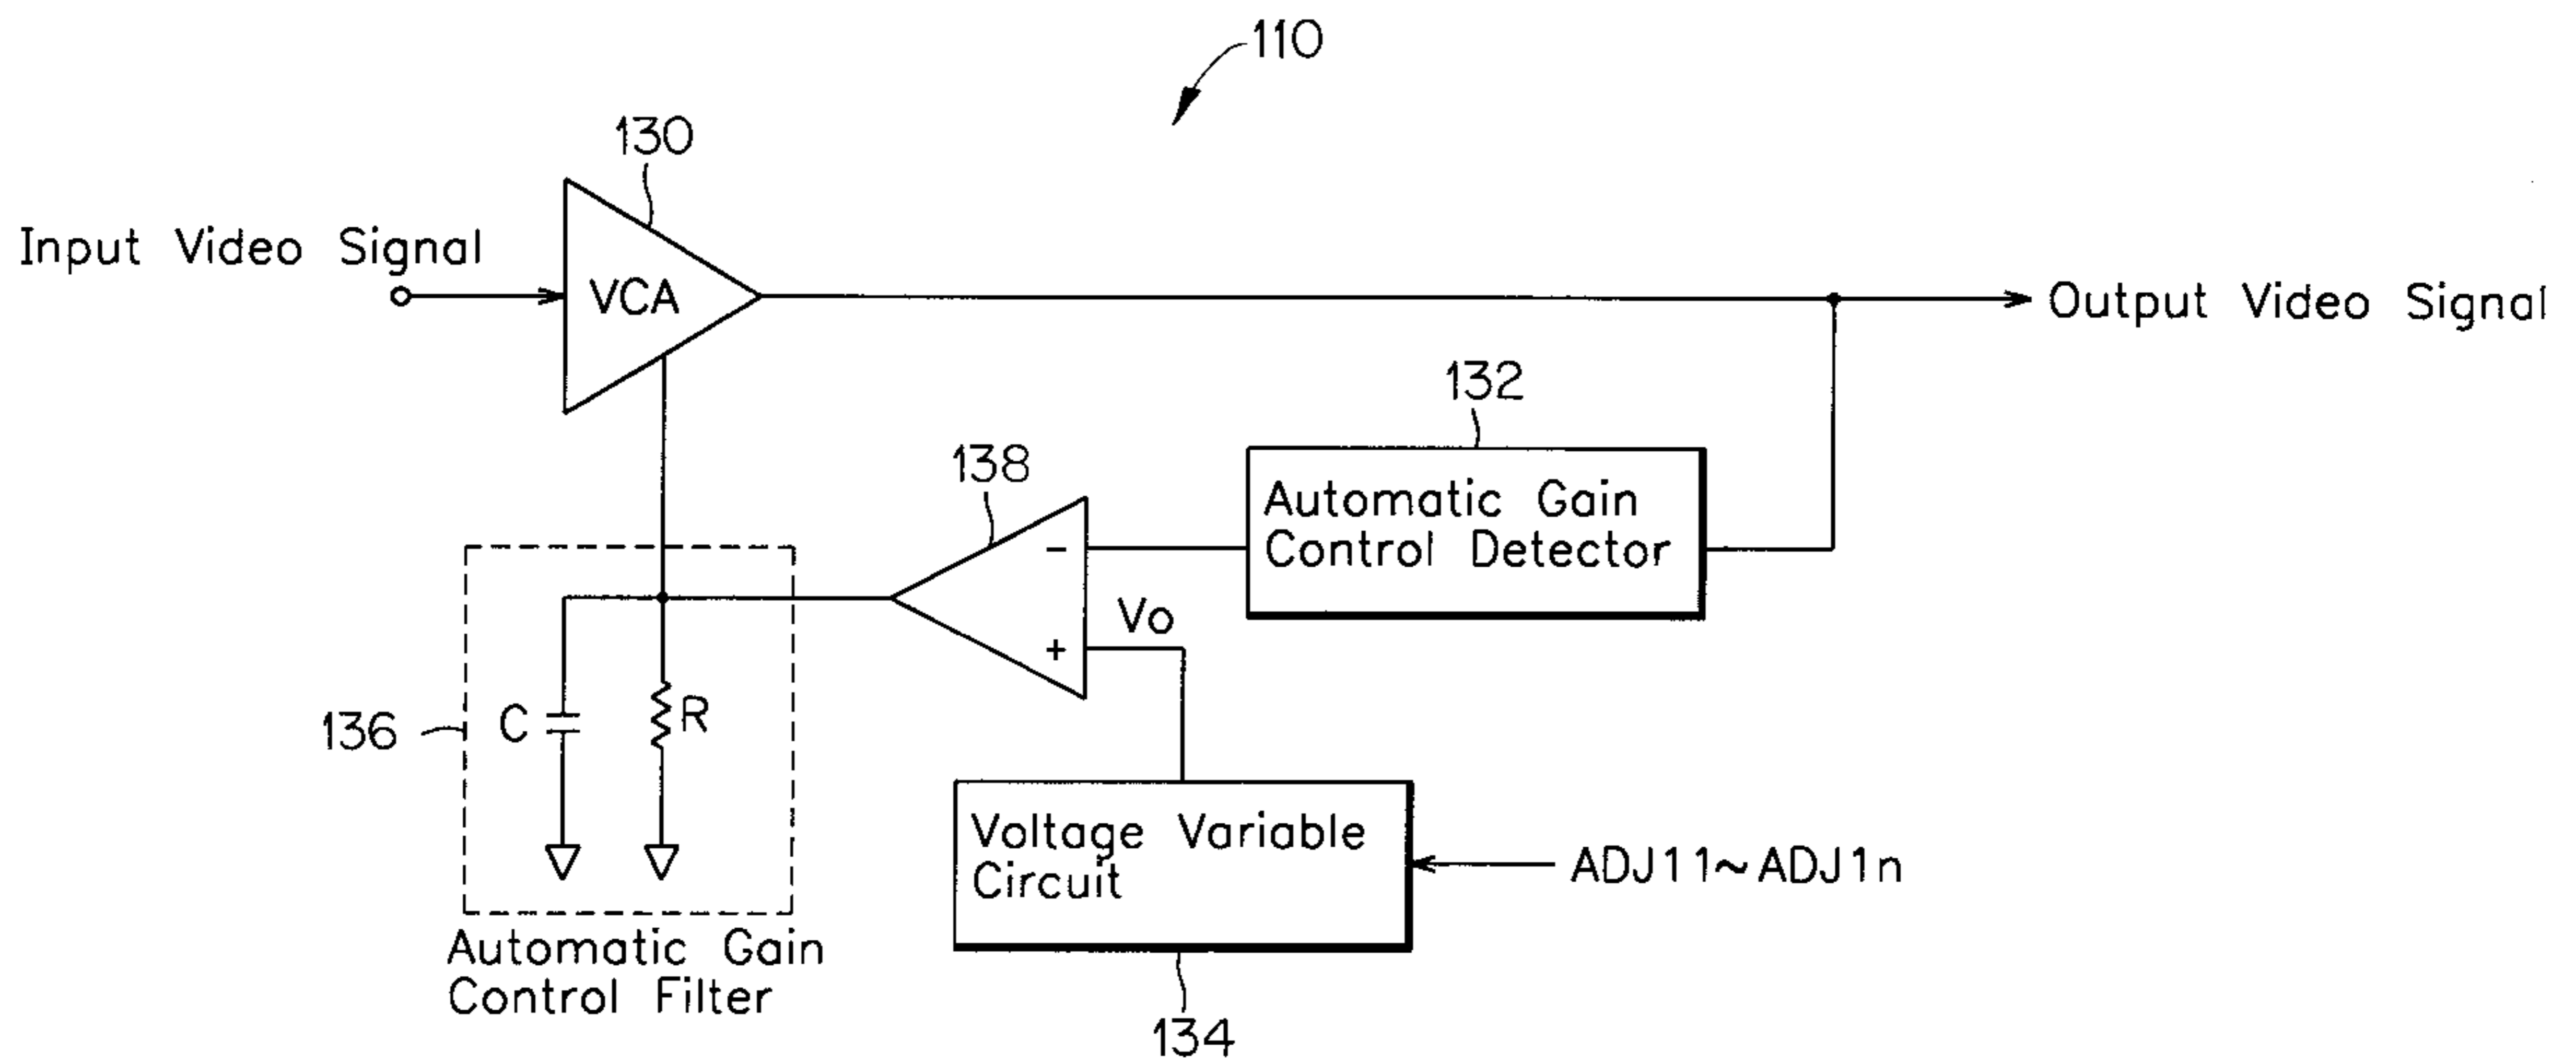 110
130
Input Video Signal
VCA
Output Video Signal
132
138
Automatic Gain
Control Detector
-
Vo
+
136
C
R
Voltage Variable
Circuit
ADJ11~ADJ1n
Automatic Gain
Control Filter
134